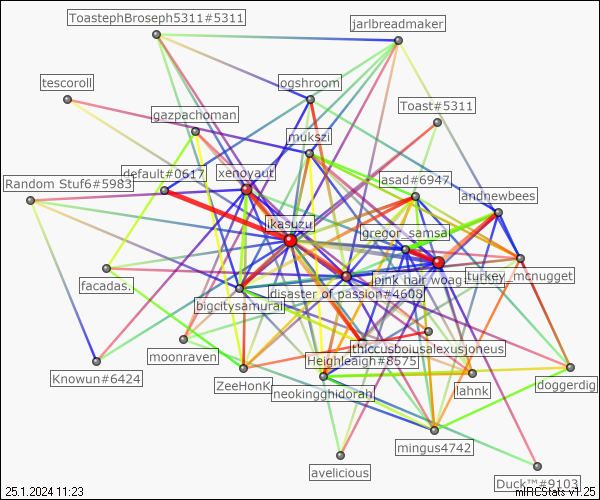 ToastephBroseph5311#5311
jarlbreadmaker
tescoroll
ogshroom
Toast#5311
gazpachoman
mukszi
default#0617
xenoyaut
Random Stuf6#5983
asad#6947
andnewbees
ikasuzu
gregor_samsa
facadas.
disaster of passion#4608
pink hair woag
turkey_mcnugget
bigcitysamurai
moonraven
thiccusboiusalexusjoneus
Heighleagh#8575
Knowun#6424
ZeeHonk
neokingghidorah
lahnk
doggerdig
mingus4742
avelicious
Duck™#9103
25.1.2024 11:23
mIRCStats v1.25